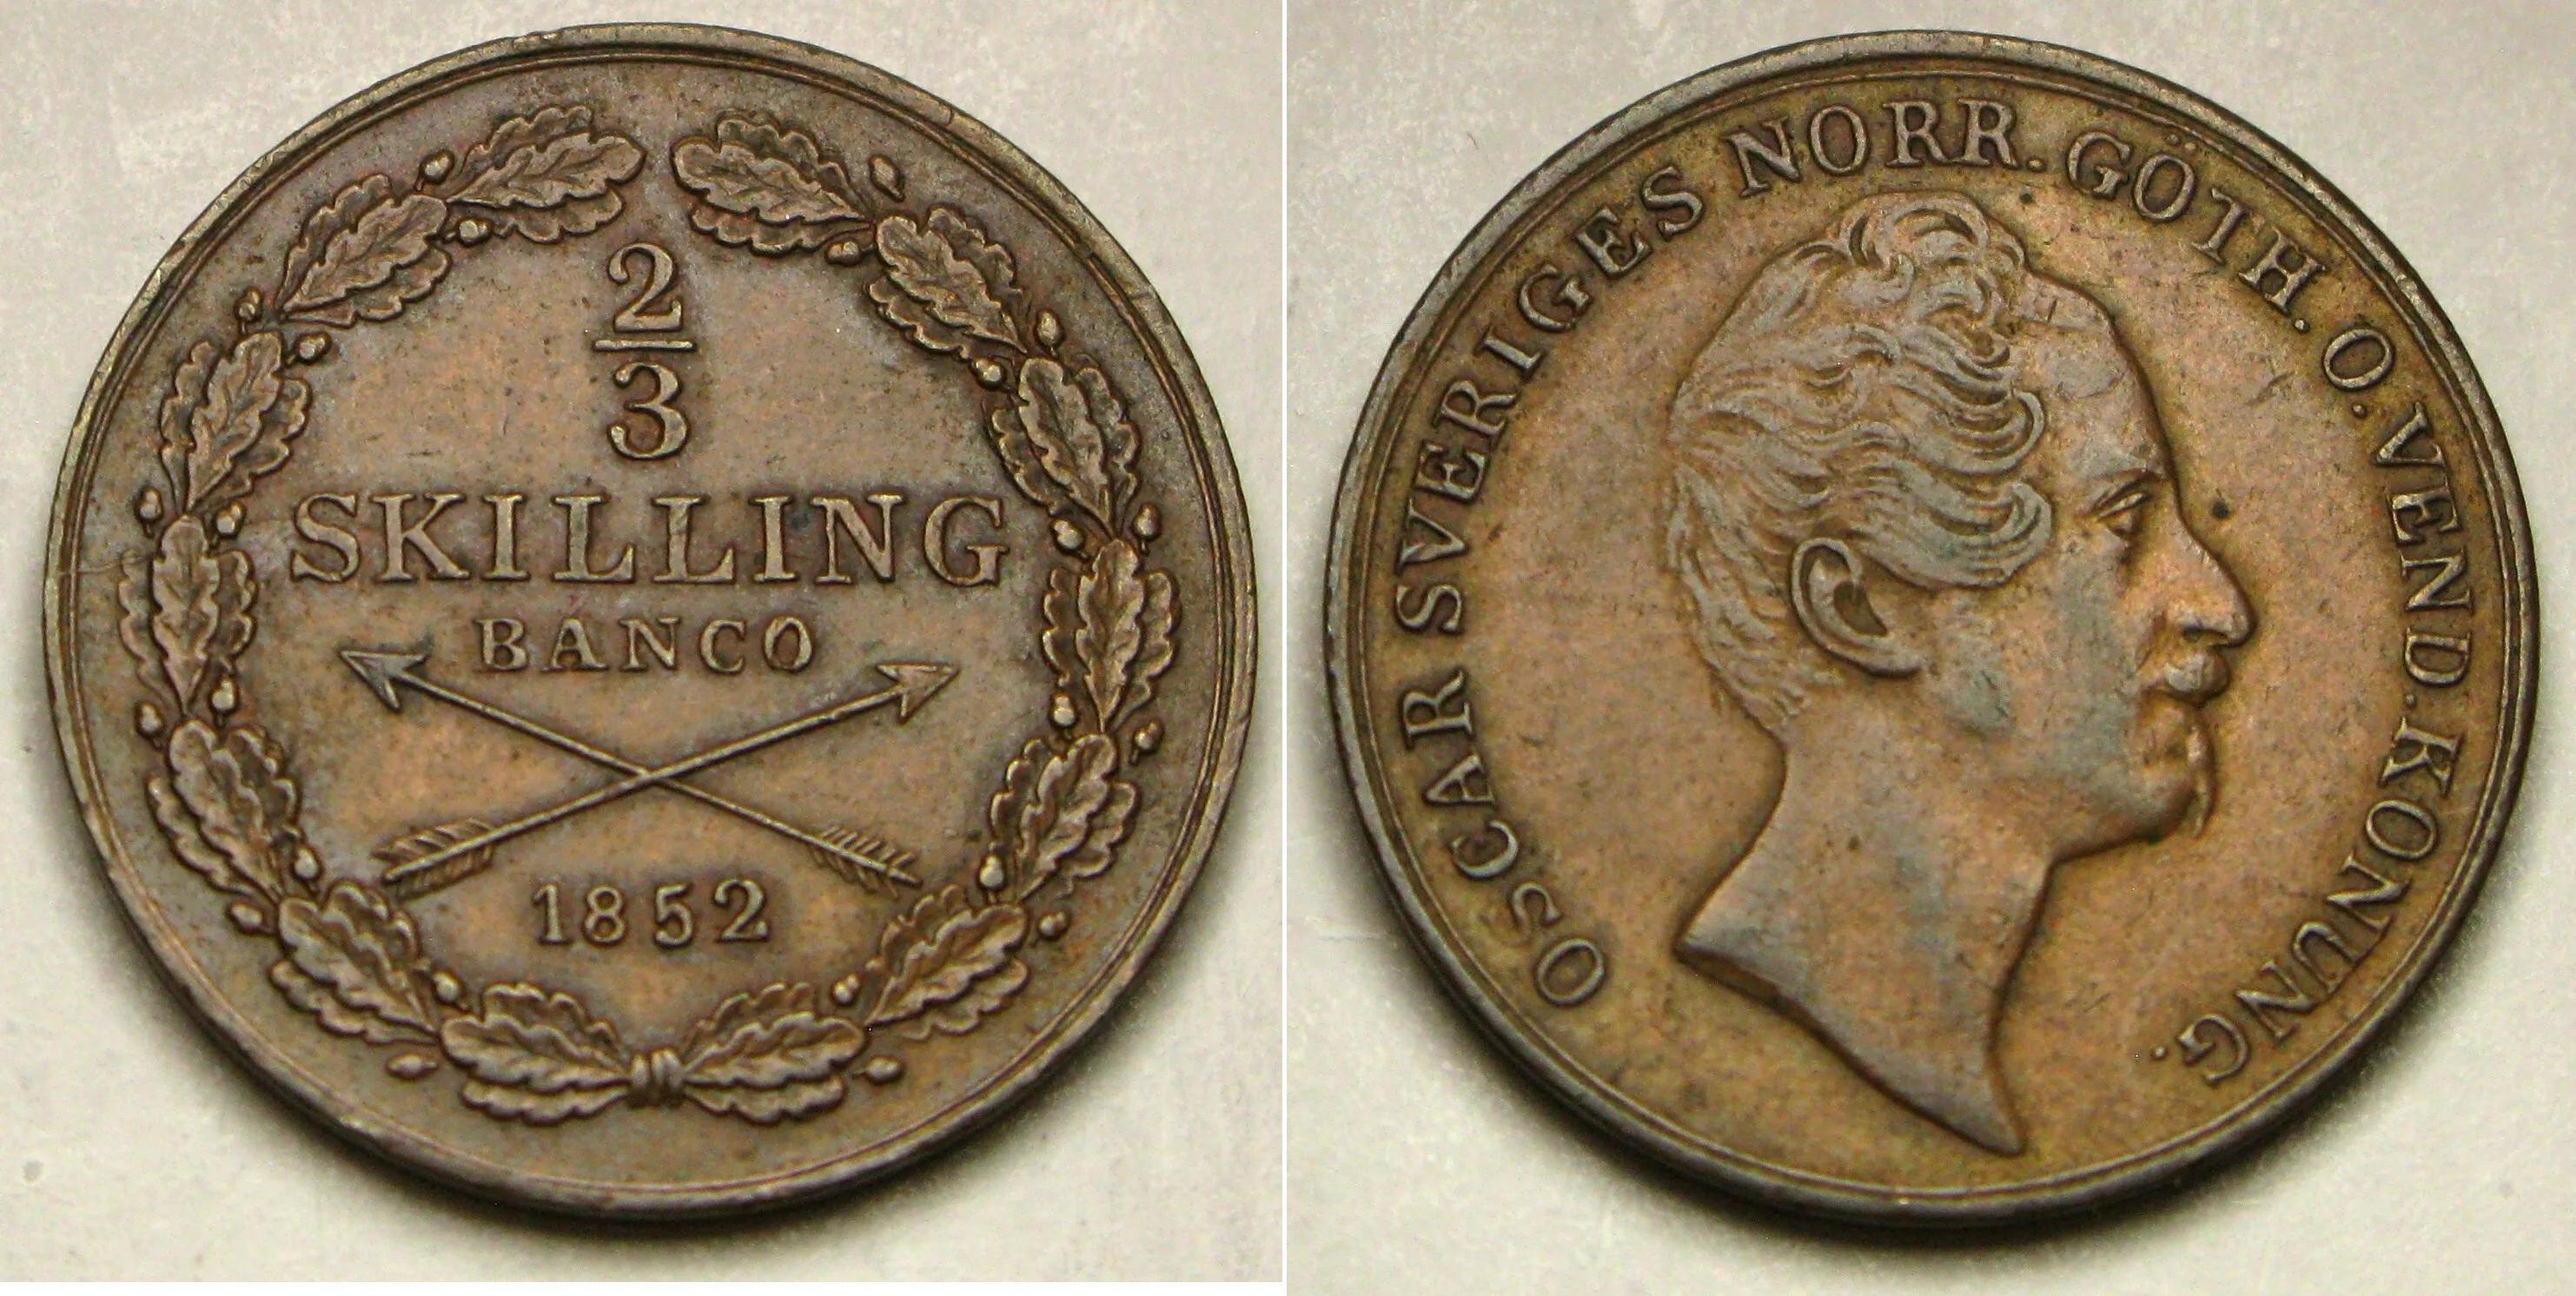 2
3
SKILLING
BANCO
1852
OSCAR SVERIGES NORR. GÖTH. O. VEND. KONUNG.